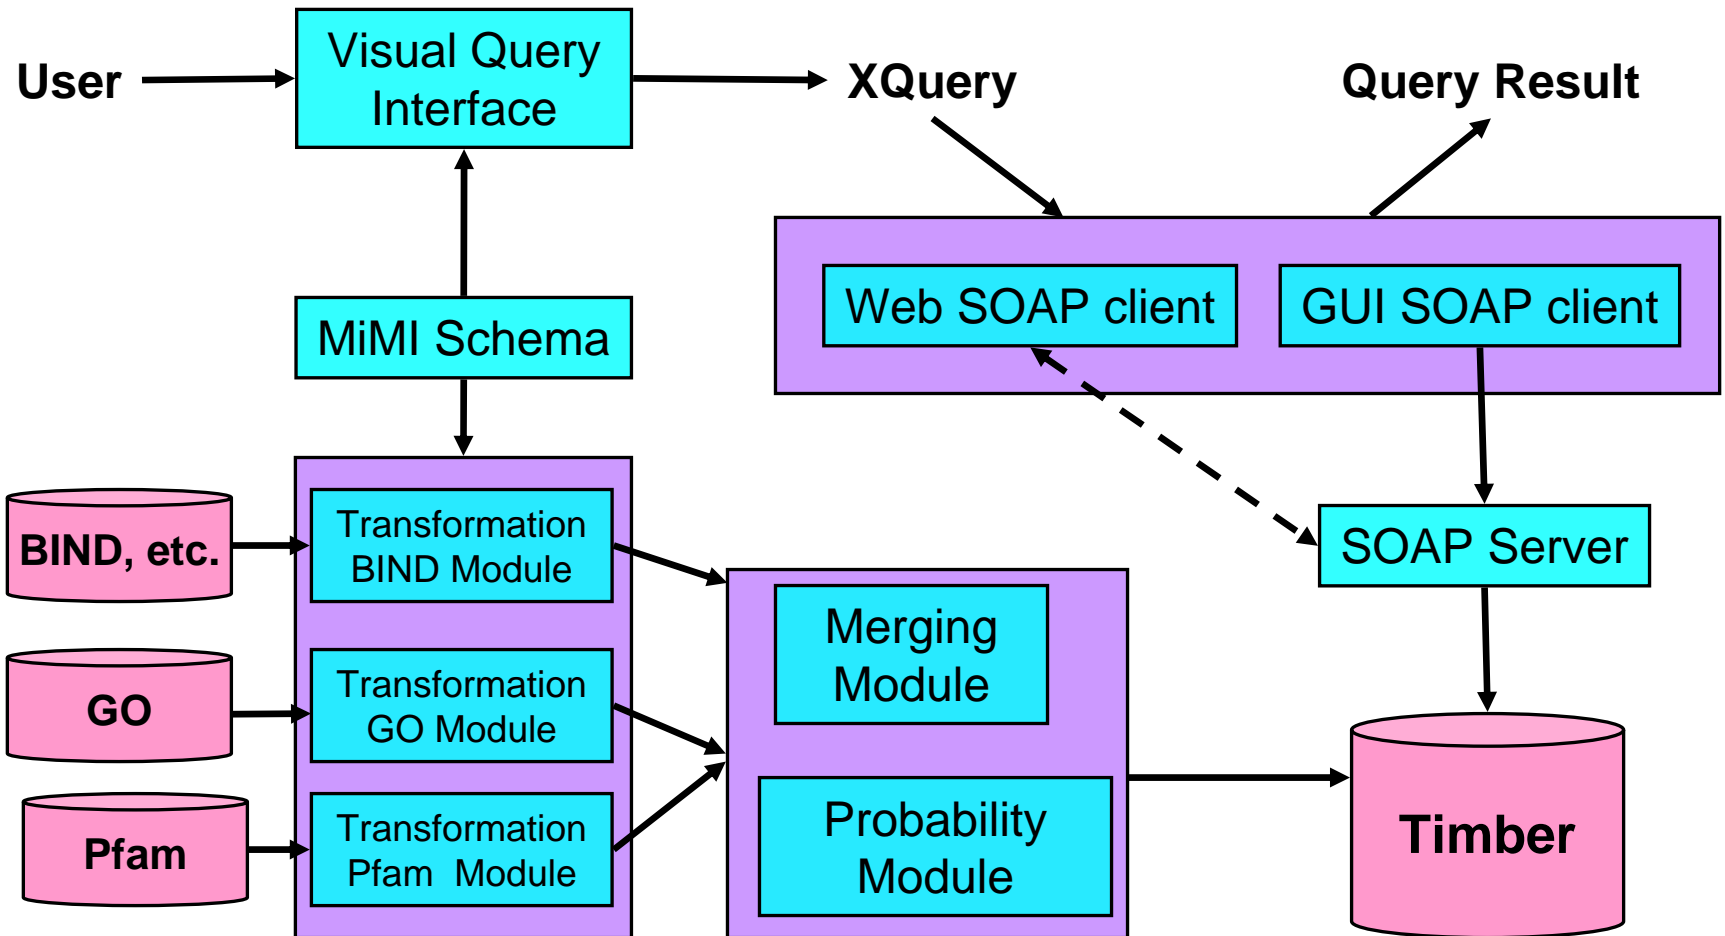 User
Visual Query
Interface
XQuery
Query Result
Web SOAP client
GUI SOAP client
MiMI Schema
BIND, etc.
Transformation
BIND Module
SOAP Server
Merging
Module
GO
Transformation
GO Module
Pfam
Transformation
Pfam  Module
Probability
Module
Timber